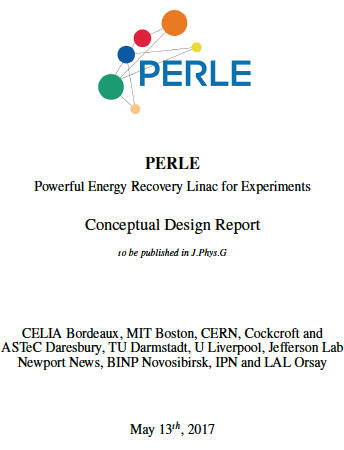 PERLE
PERLE
Powerful Energy Recovery Linac for Experiments
Conceptual Design Report
to be published in J.Phys.G
CELIA Bordeaux, MIT Boston, CERN, Cockcroft and
ASTeC Daresbury, TU Darmstadt, U Liverpool, Jefferson Lab
Newport News, BINP Novosibirsk, IPN and LAL Orsay
May 13th, 2017